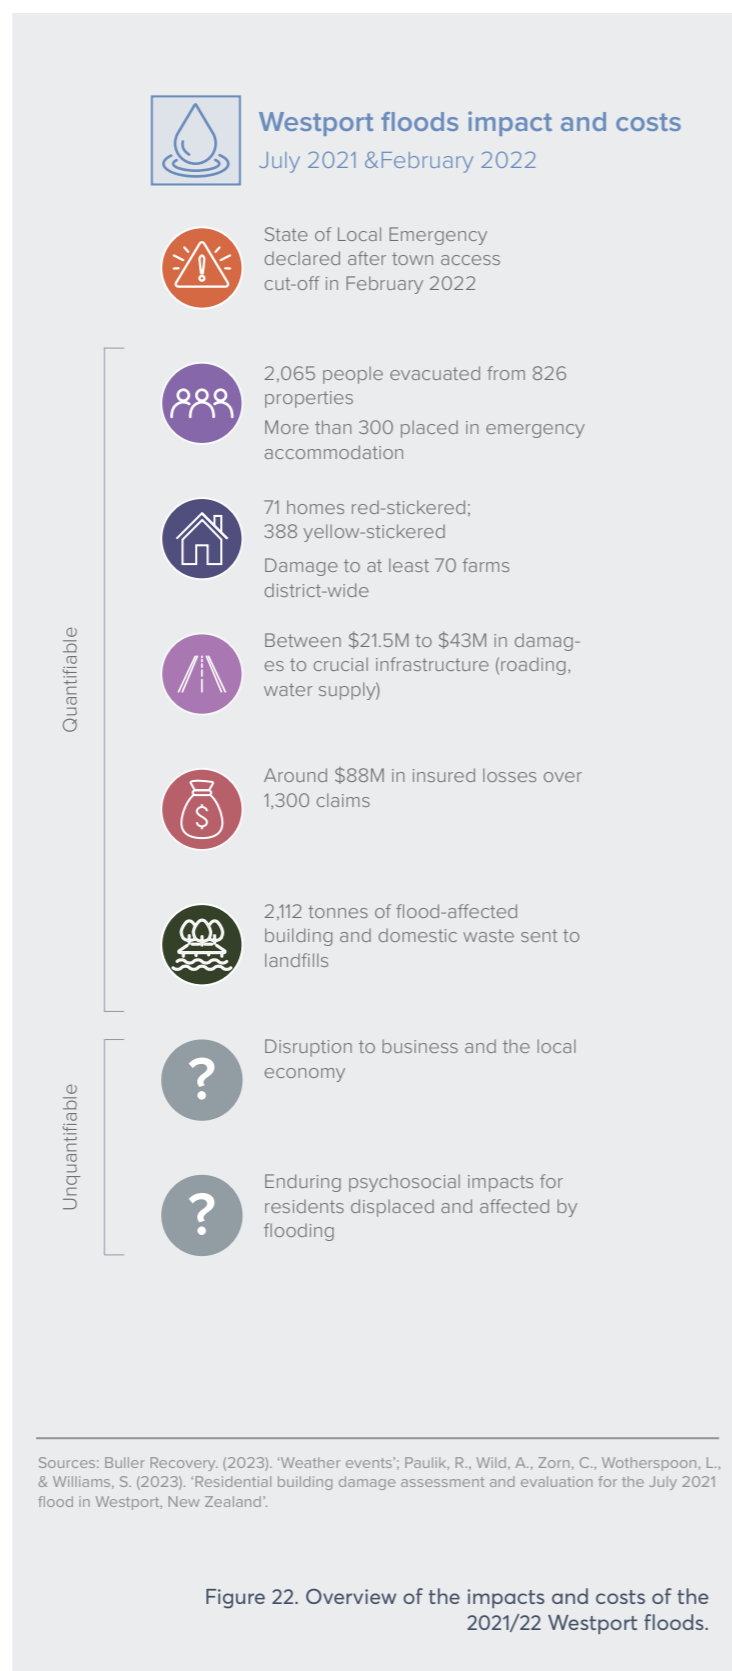 Westport floods impact and costs
July 2021 &February 2022
State of Local Emergency
declared after town access
cut-off in February 2022
Quantifiable
2,065 people evacuated from 826
properties
More than 300 placed in emergency
accommodation
71 homes red-stickered;
388 yellow-stickered
Damage to at least 70 farms
district-wide
Between $21.5M to $43M in damag-
es to crucial infrastructure (roading,
water supply)
$
Around $88M in insured losses over
1,300 claims
2,112 tonnes of flood-affected
building and domestic waste sent to
landfills
Unquantifiable
?
Disruption to business and the local
economy
?
Enduring psychosocial impacts for
residents displaced and affected by
flooding
Sources: Buller Recovery. (2023). ‘Weather events’; Paulik, R., Wild, A., Zorn, C., Wotherspoon, L.,
& Williams, S. (2023). ‘Residential building damage assessment and evaluation for the July 2021
flood in Westport, New Zealand’.
Figure 22. Overview of the impacts and costs of the
2021/22 Westport floods.